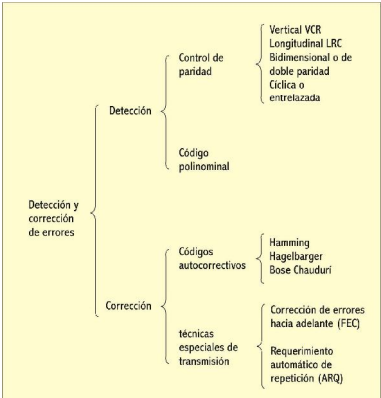 Detección y
corrección
de errores
Detección
Control de
paridad
Vertical VCR
Longitudinal LRC
Bidimensional o de
doble paridad
Cíclica o
entrelazada
Código
polinominal
Corrección
Códigos
autocorrectivos
Hamming
Hagelbarger
Bose Chaudurí
técnicas
especiales de
transmisión
Corrección de errores
hacia adelante (FEC)
Requerimiento
automático de
repetición (ARQ)